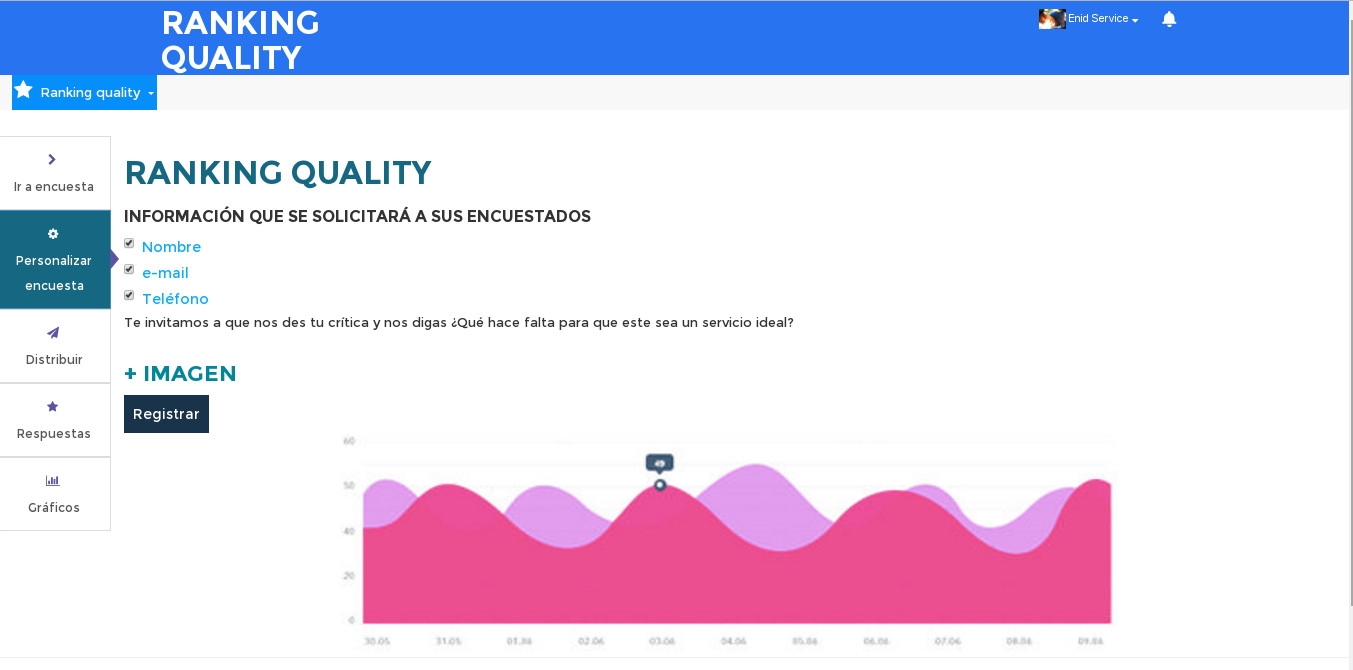 RANKING
QUALITY
Enid Service
Ranking quality
Ir a encuesta
Personalizar
encuesta
Distribuir
Respuestas
Gráficos
RANKING QUALITY
INFORMACIÓN QUE SE SOLICITARÁ A SUS ENCUESTADOS
Nombre
e-mail
Teléfono
Te invitamos a que nos des tu crítica y nos digas ¿Qué hace falta para que este sea un servicio ideal?
+ IMAGEN
Registrar
60
49
50
40
20
0
30.05 31.05 01.06 02.06 03.06 04.06 05.06 06.06 07.06 08.06 09.06